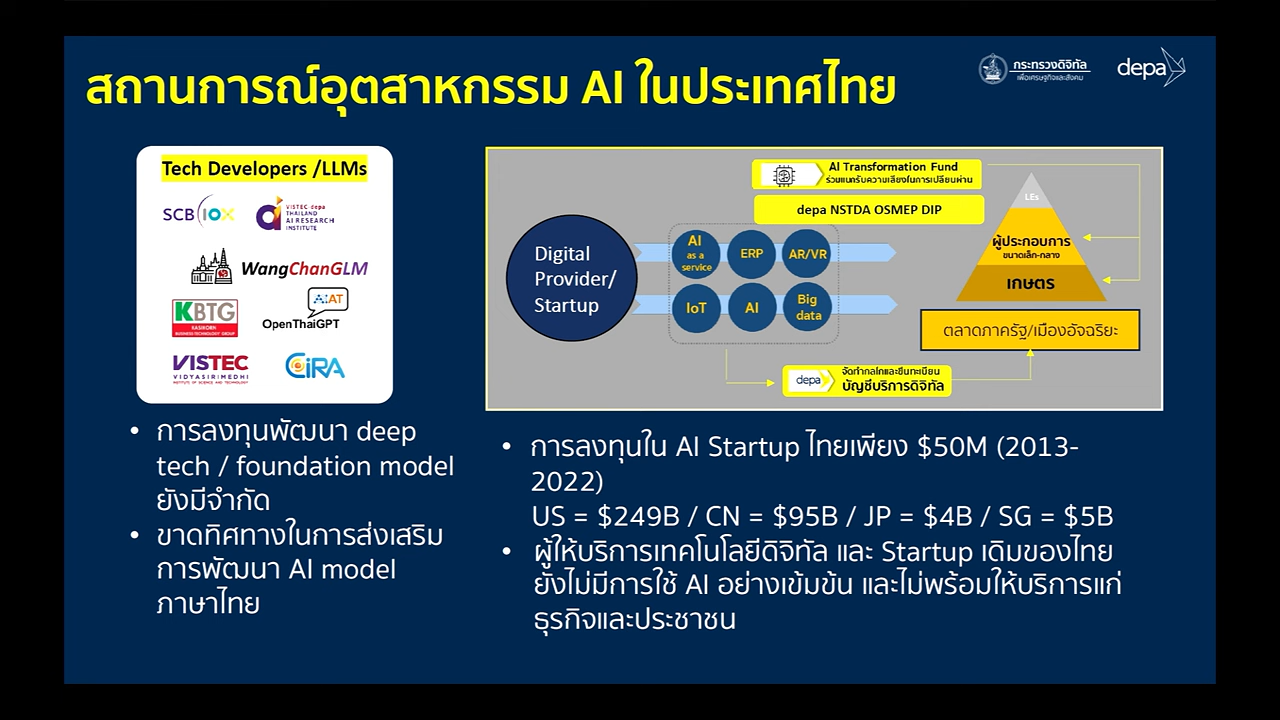 สถานการณ์อุตสาหกรรม AI ในประเทศไทย
กระทรวงดิจิทัล
เพื่อเศรษฐกิจและสังคม
depa
Tech Developers /LLMs
SCB 10X
VISTEC depa
THAILAND
AI RESEARCH
INSTITUTE
WangChanGLM
KBTG
KASIKORN
BUSINESS-TECHNOLOGY GROUP
AI:AT
OpenThaiGPT
VISTEC
VIDYASIRIMEDHI
INSTITUTE OF SCIENCE AND TECHNOLOGY
CiRA
การลงทุนพัฒนา deep
tech / foundation model
ยังมีจำกัด
ขาดทิศทางในการส่งเสริม
การพัฒนา AI model
ภาษาไทย
AI Transformation Fund
ร่วมแบกรับความเสี่ยงในการเปลี่ยนผ่าน
depa NSTDA OSMEP DIP
Digital
Provider/
Startup
AI
as a
service
ERP
AR/VR
IoT
AI
Big
data
LEs
ผู้ประกอบการ
ขนาดเล็ก-กลาง
เกษตร
ตลาดภาครัฐ/เมืองอัจฉริยะ
depa
จัดทำกลไกและขึ้นทะเบียน
บัญชีบริการดิจิทัล
การลงทุนใน AI Startup ไทยเพียง $50M (2013-
2022)
US = $249B / CN = $95B / JP = $4B / SG = $5B
ผู้ให้บริการเทคโนโลยีดิจิทัล และ Startup เดิมของไทย
ยังไม่มีการใช้ AI อย่างเข้มข้น และไม่พร้อมให้บริการแก่
ธุรกิจและประชาชน